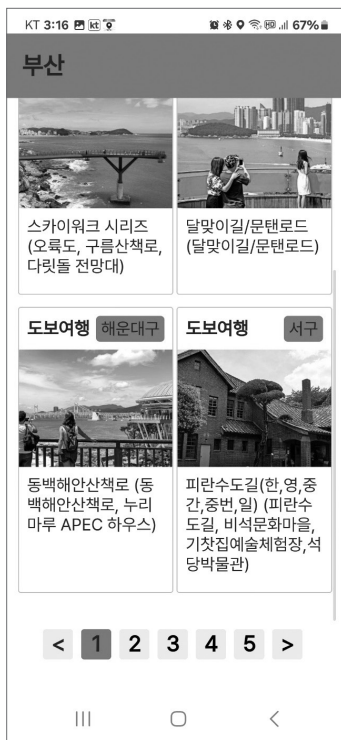 KT 3:16 kt 67%
부산
스카이워크 시리즈
(오륙도, 구름산책로,
다릿돌 전망대)
달맞이길/문탠로드
(달맞이길/문탠로드)
도보여행 해운대구
도보여행 서구
동백해안산책로 (동
백해안산책로, 누리
마루 APEC 하우스)
피란수도길(한,영,중
간,중번,일) (피란수
도길, 비석문화마을,
기찻집예술체험장,석
당박물관)
< 1 2 3 4 5 >